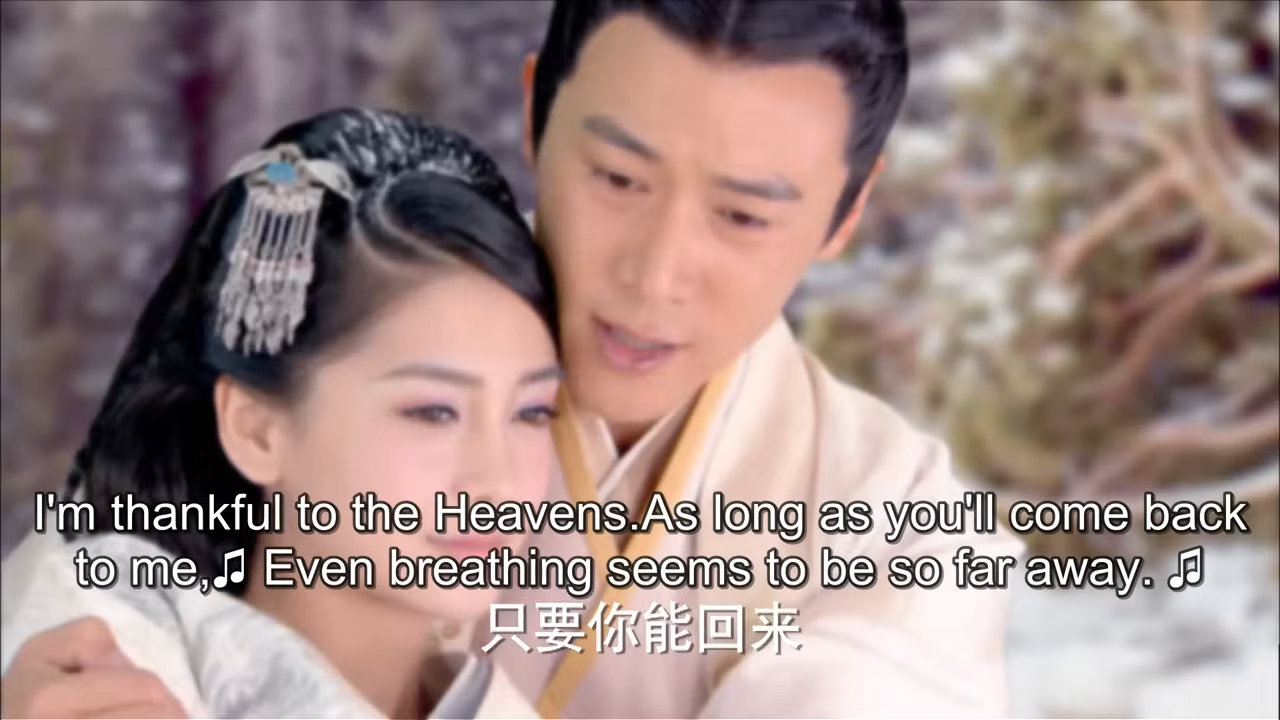 I'm thankful to the Heavens.As long as you'll come back
to me,♫ Even breathing seems to be so far away. ♫
只要你能回来